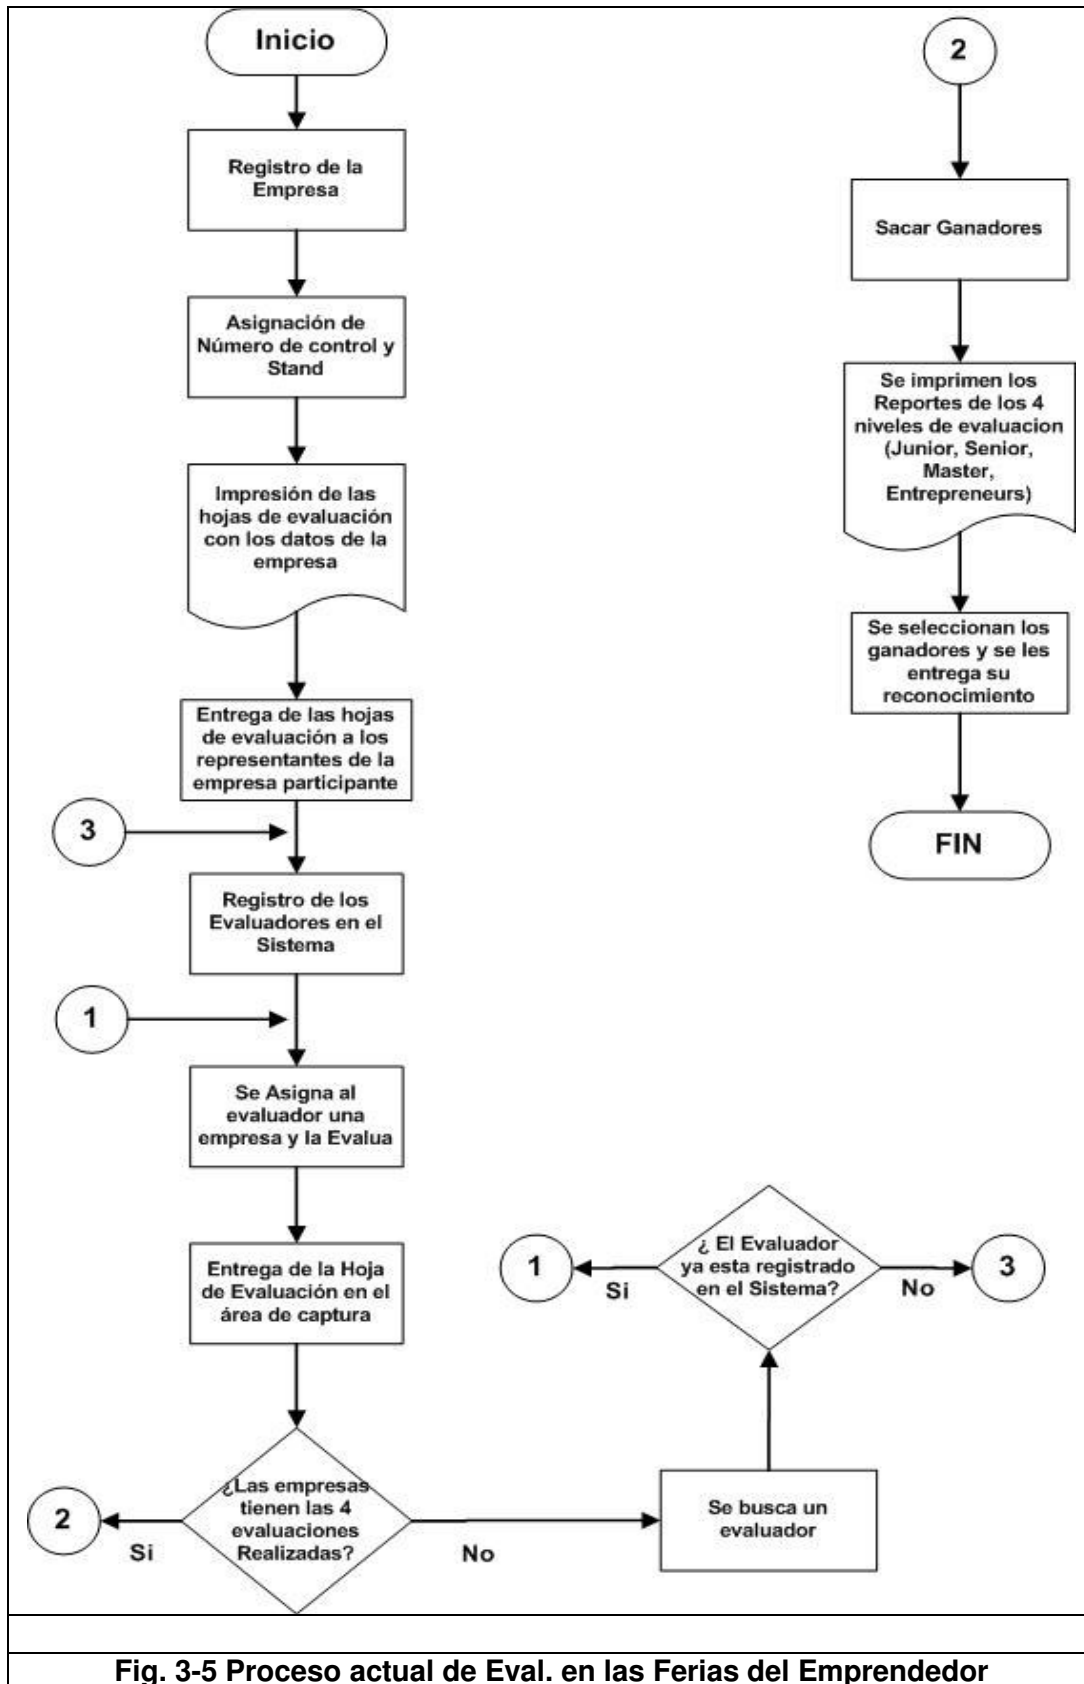 Inicio
Registro de la
Empresa
Asignación de
Número de control y
Stand
Impresión de las
hojas de evaluación
con los datos de la
empresa
Entrega de las hojas
de evaluación a los
representantes de la
empresa participante
3
Registro de los
Evaluadores en el
Sistema
1
Se Asigna al
evaluador una
empresa y la Evalua
Entrega de la Hoja
de Evaluación en el
área de captura
¿Las empresas
tienen las 4
evaluaciones
Realizadas?
Si
2
No
Se busca un
evaluador
¿ El Evaluador
ya esta registrado
en el Sistema?
Si
1
No
3
2
Sacar Ganadores
Se imprimen los
Reportes de los 4
niveles de evaluacion
(Junior, Senior,
Master,
Entrepreneurs)
Se seleccionan los
ganadores y se les
entrega su
reconocimiento
FIN
Fig. 3-5 Proceso actual de Eval. en las Ferias del Emprendedor